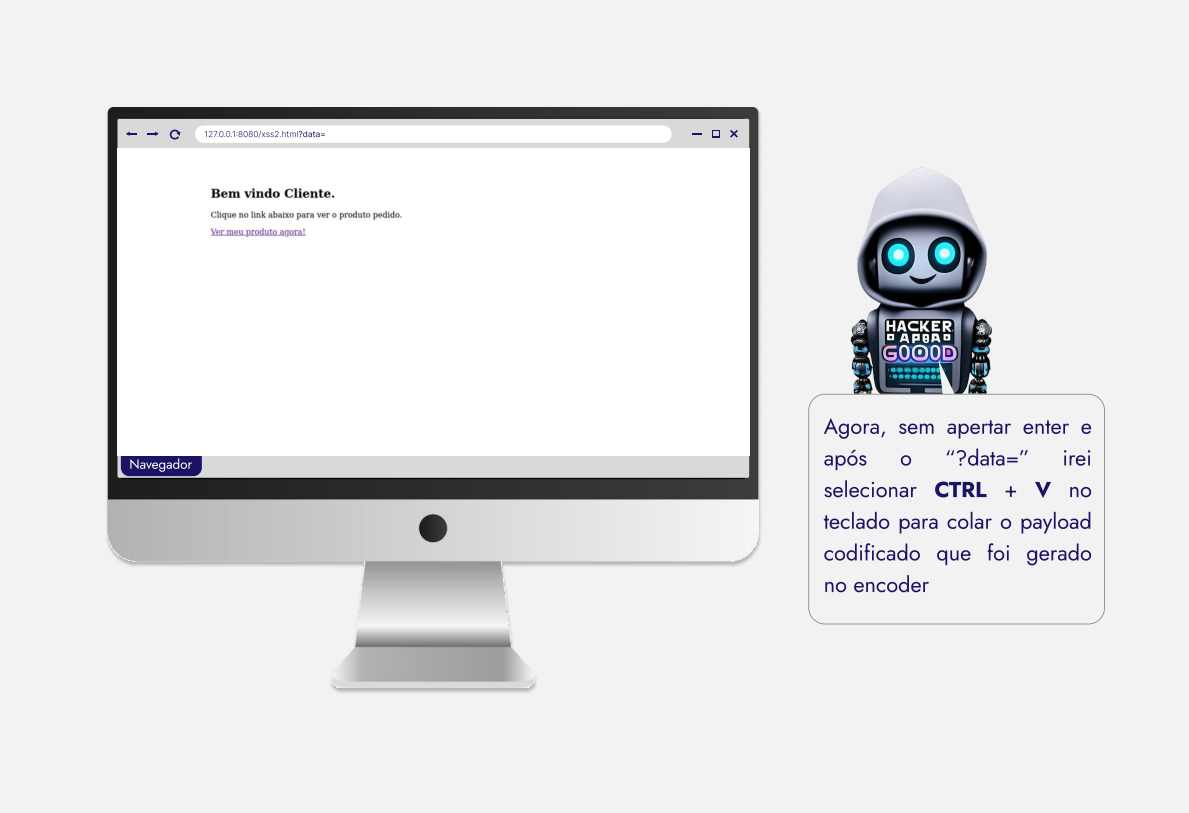 127.0.0.1:8080/xss2.html?data=
Bem vindo Cliente.
Clique no link abaixo para ver o produto pedido.
Ver meu produto agora!
Navegador
HACKER
GOOOD
Agora, sem apertar enter e
após o “?data=” irei
selecionar CTRL + V no
teclado para colar o payload
codificado que foi gerado
no encoder